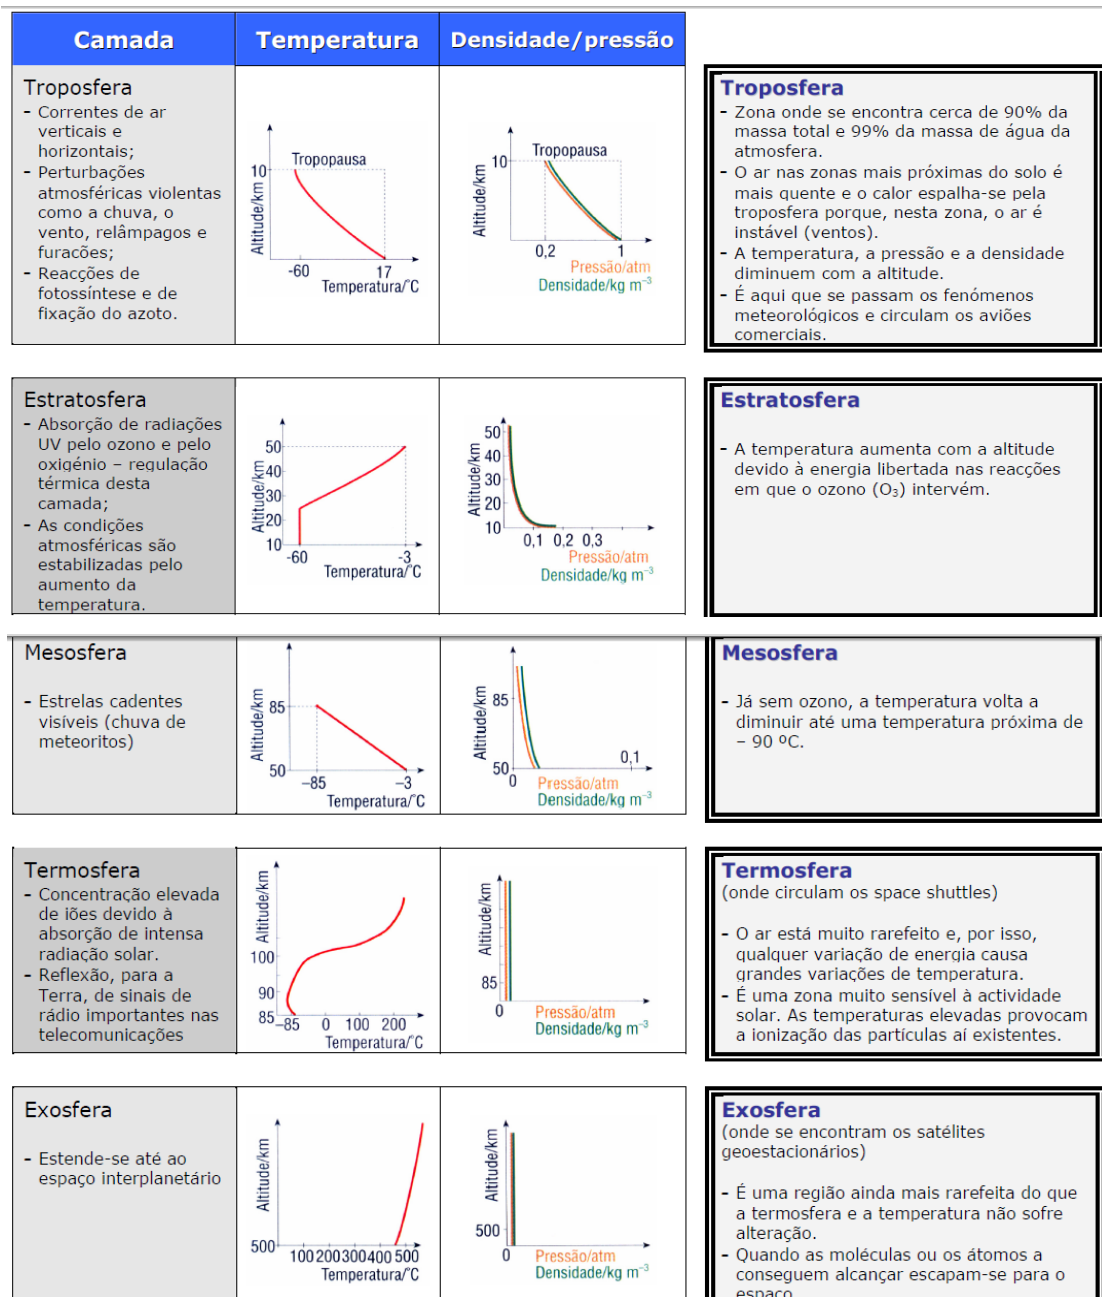 Camada
Temperatura
Densidade/pressão
Troposfera
- Correntes de ar
verticais e
horizontais;
- Perturbações
atmosféricas violentas
como a chuva, o
vento, relâmpagos e
furacões;
- Reacções de
fotossíntese e de
fixação do azoto.
Altitude/km
10
Tropopausa
-60
17
Temperatura/°C
Altitude/km
10
Tropopausa
0,2
1
Pressão/atm
Densidade/kg m⁻³
Troposfera
- Zona onde se encontra cerca de 90% da
massa total e 99% da massa de água da
atmosfera.
- O ar nas zonas mais próximas do solo é
mais quente e o calor espalha-se pela
troposfera porque, nesta zona, o ar é
instável (ventos).
- A temperatura, a pressão e a densidade
diminuem com a altitude.
- É aqui que se passam os fenómenos
meteorológicos e circulam os aviões
comerciais.
Estratosfera
- Absorção de radiações
UV pelo ozono e pelo
oxigénio – regulação
térmica desta
camada;
- As condições
atmosféricas são
estabilizadas pelo
aumento da
temperatura.
Altitude/km
50
40
30
20
10
-60
-3
Temperatura/°C
Altitude/km
50
40
30
20
10
0,1 0,2 0,3
Pressão/atm
Densidade/kg m⁻³
Estratosfera
- A temperatura aumenta com a altitude
devido à energia libertada nas reacções
em que o ozono (O₃) intervém.
Mesosfera
- Estrelas cadentes
visíveis (chuva de
meteoritos)
Altitude/km
85
50
–85
–3
Temperatura/°C
Altitude/km
85
50
0
0,1
Pressão/atm
Densidade/kg m⁻³
Mesosfera
- Já sem ozono, a temperatura volta a
diminuir até uma temperatura próxima de
– 90 ºC.
Termosfera
- Concentração elevada
de iões devido à
absorção de intensa
radiação solar.
- Reflexão, para a
Terra, de sinais de
rádio importantes nas
telecomunicações
Altitude/km
100
90
85
–85 0 100 200
Temperatura/°C
Altitude/km
85
0
Pressão/atm
Densidade/kg m⁻³
Termosfera
(onde circulam os space shuttles)
- O ar está muito rarefeito e, por isso,
qualquer variação de energia causa
grandes variações de temperatura.
- É uma zona muito sensível à actividade
solar. As temperaturas elevadas provocam
a ionização das partículas aí existentes.
Exosfera
- Estende-se até ao
espaço interplanetário
Altitude/km
500
100 200 300 400 500
Temperatura/°C
Altitude/km
500
0
Pressão/atm
Densidade/kg m⁻³
Exosfera
(onde se encontram os satélites
geoestacionários)
- É uma região ainda mais rarefeita do que
a termosfera e a temperatura não sofre
alteração.
- Quando as moléculas ou os átomos a
conseguem alcançar escapam-se para o
espaço.